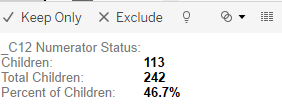 Keep Only Exclude
_C12 Numerator Status:
Children: 113
Total Children: 242
Percent of Children: 46.7%